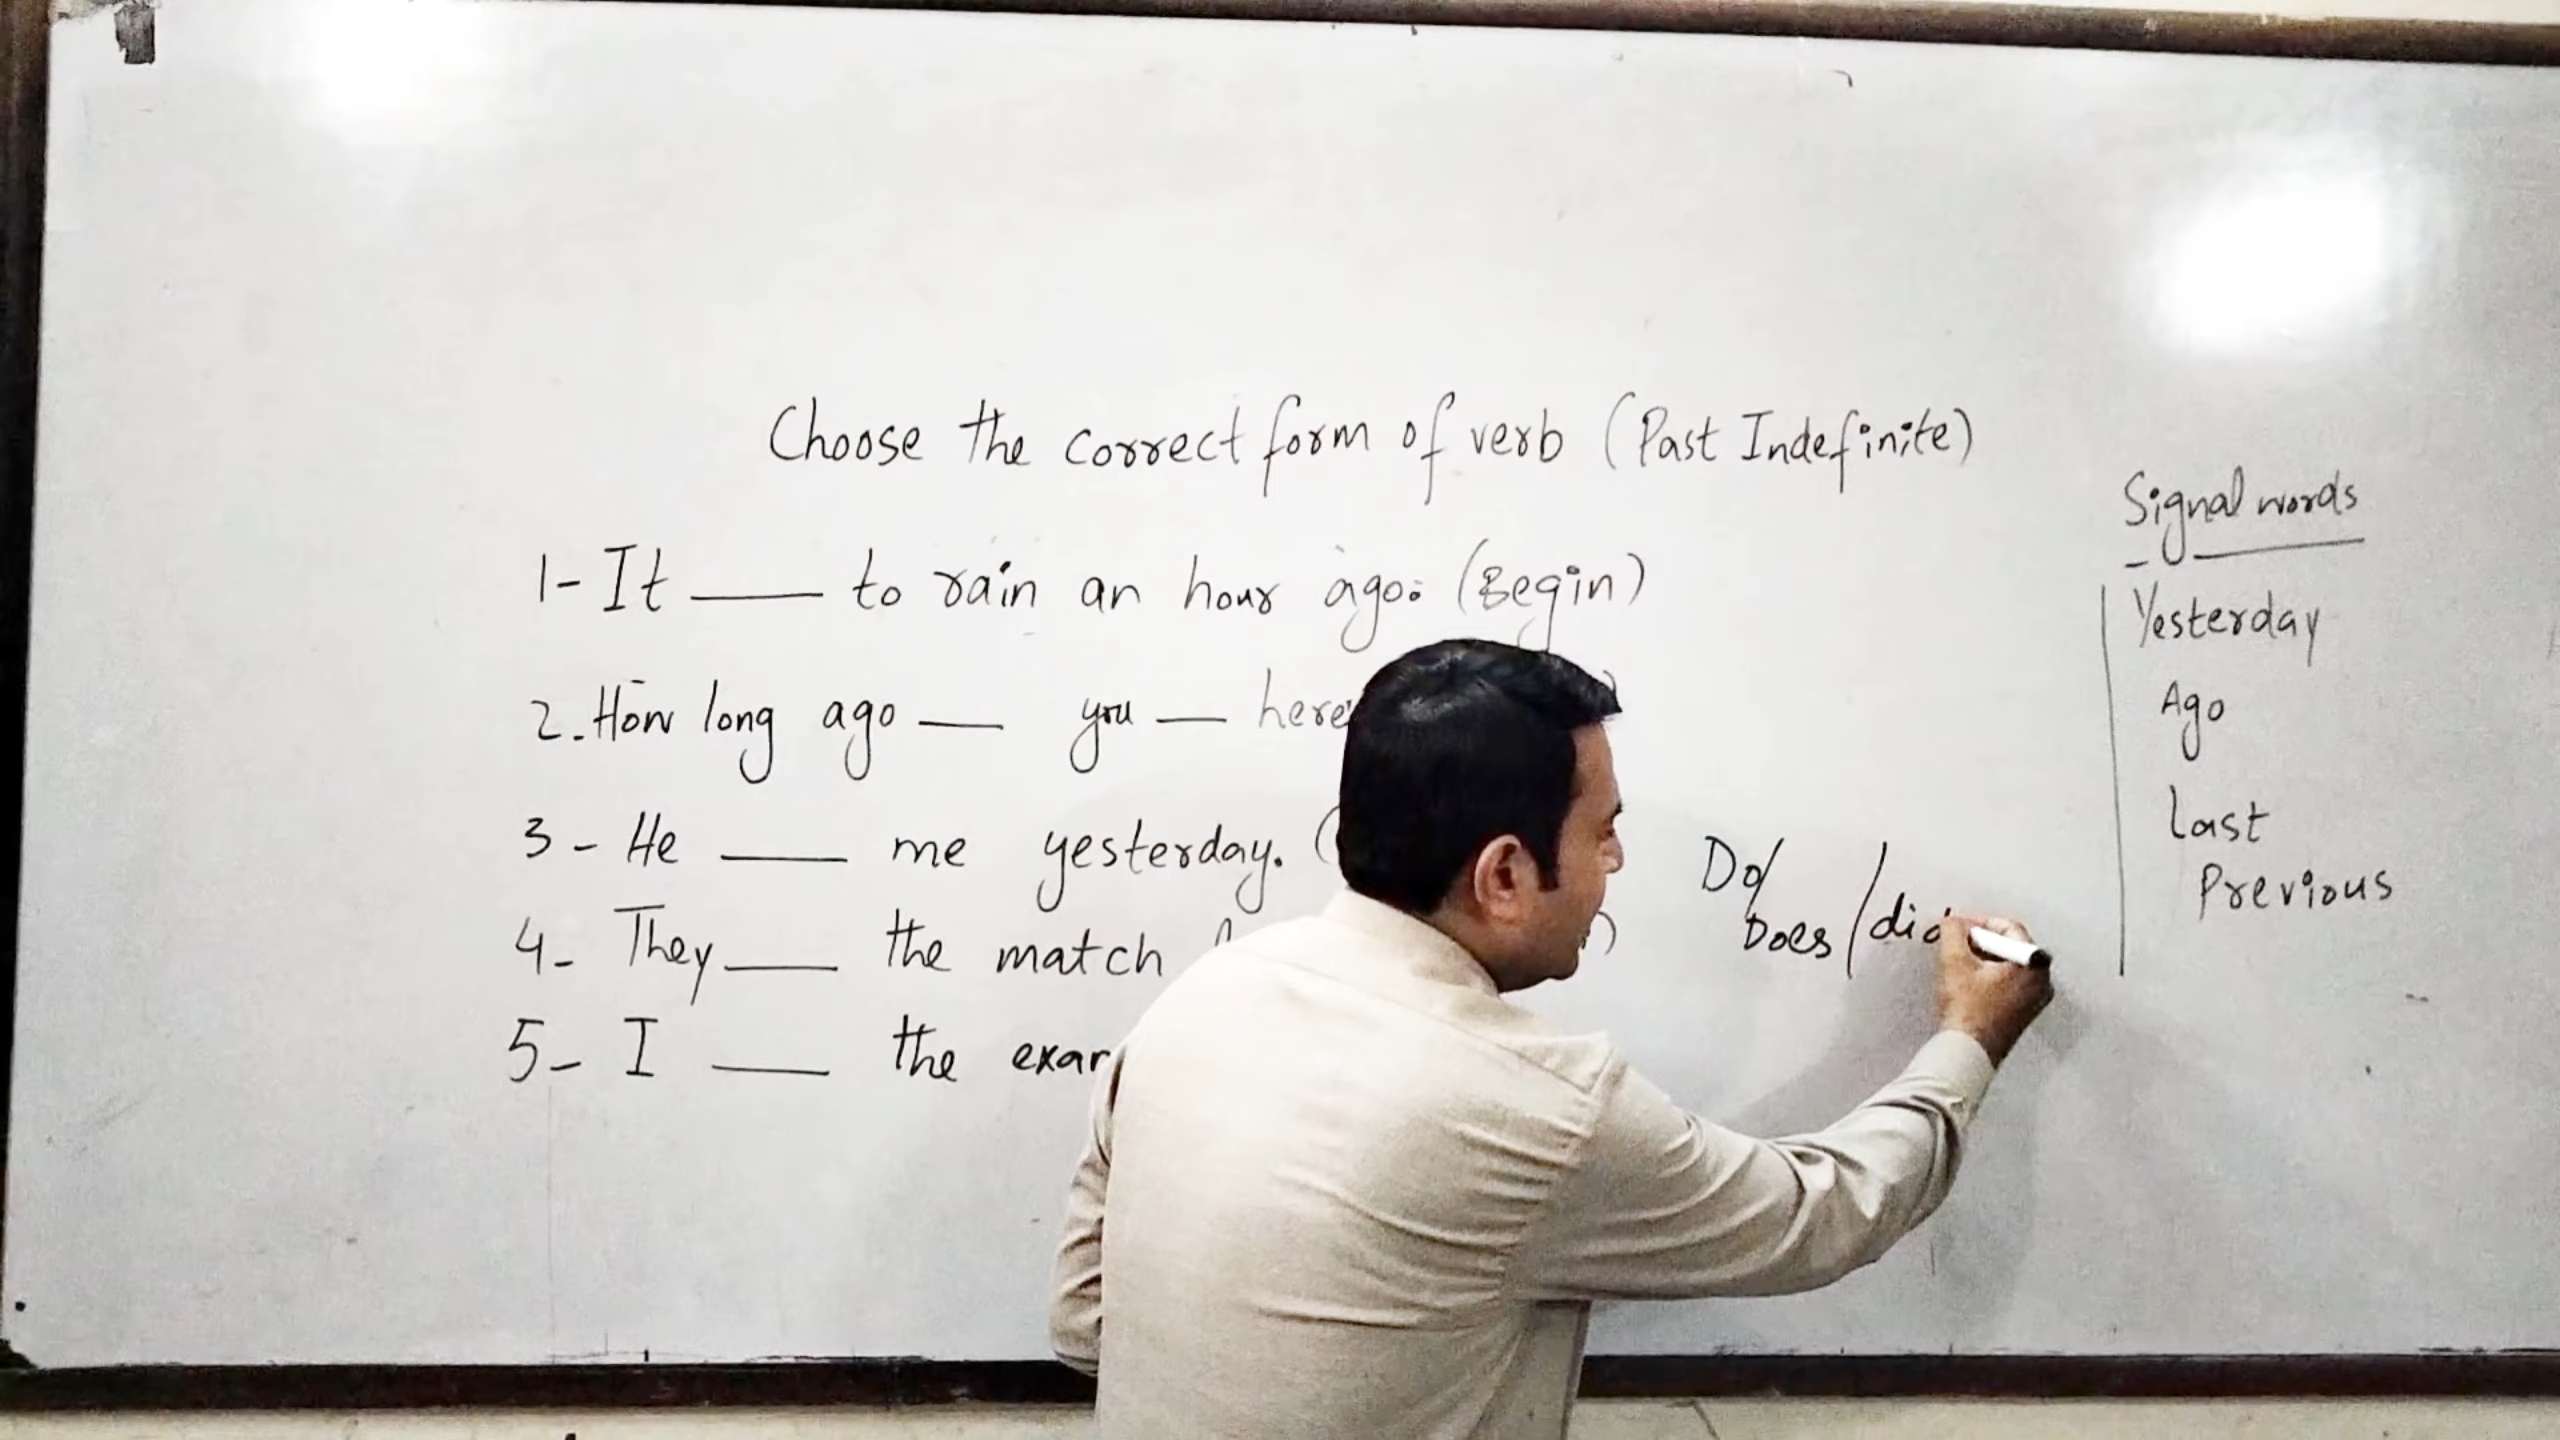 Choose the correct form of verb (Past Indefinite)
1- It ___ to rain an hour ago. (Begin)
2. How long ago ___ you ___ here
3 - He ___ me yesterday. (
4- They ___ the match
5- I ___ the
Do/
Does/did
Signal words
Yesterday
Ago
Last
Previous